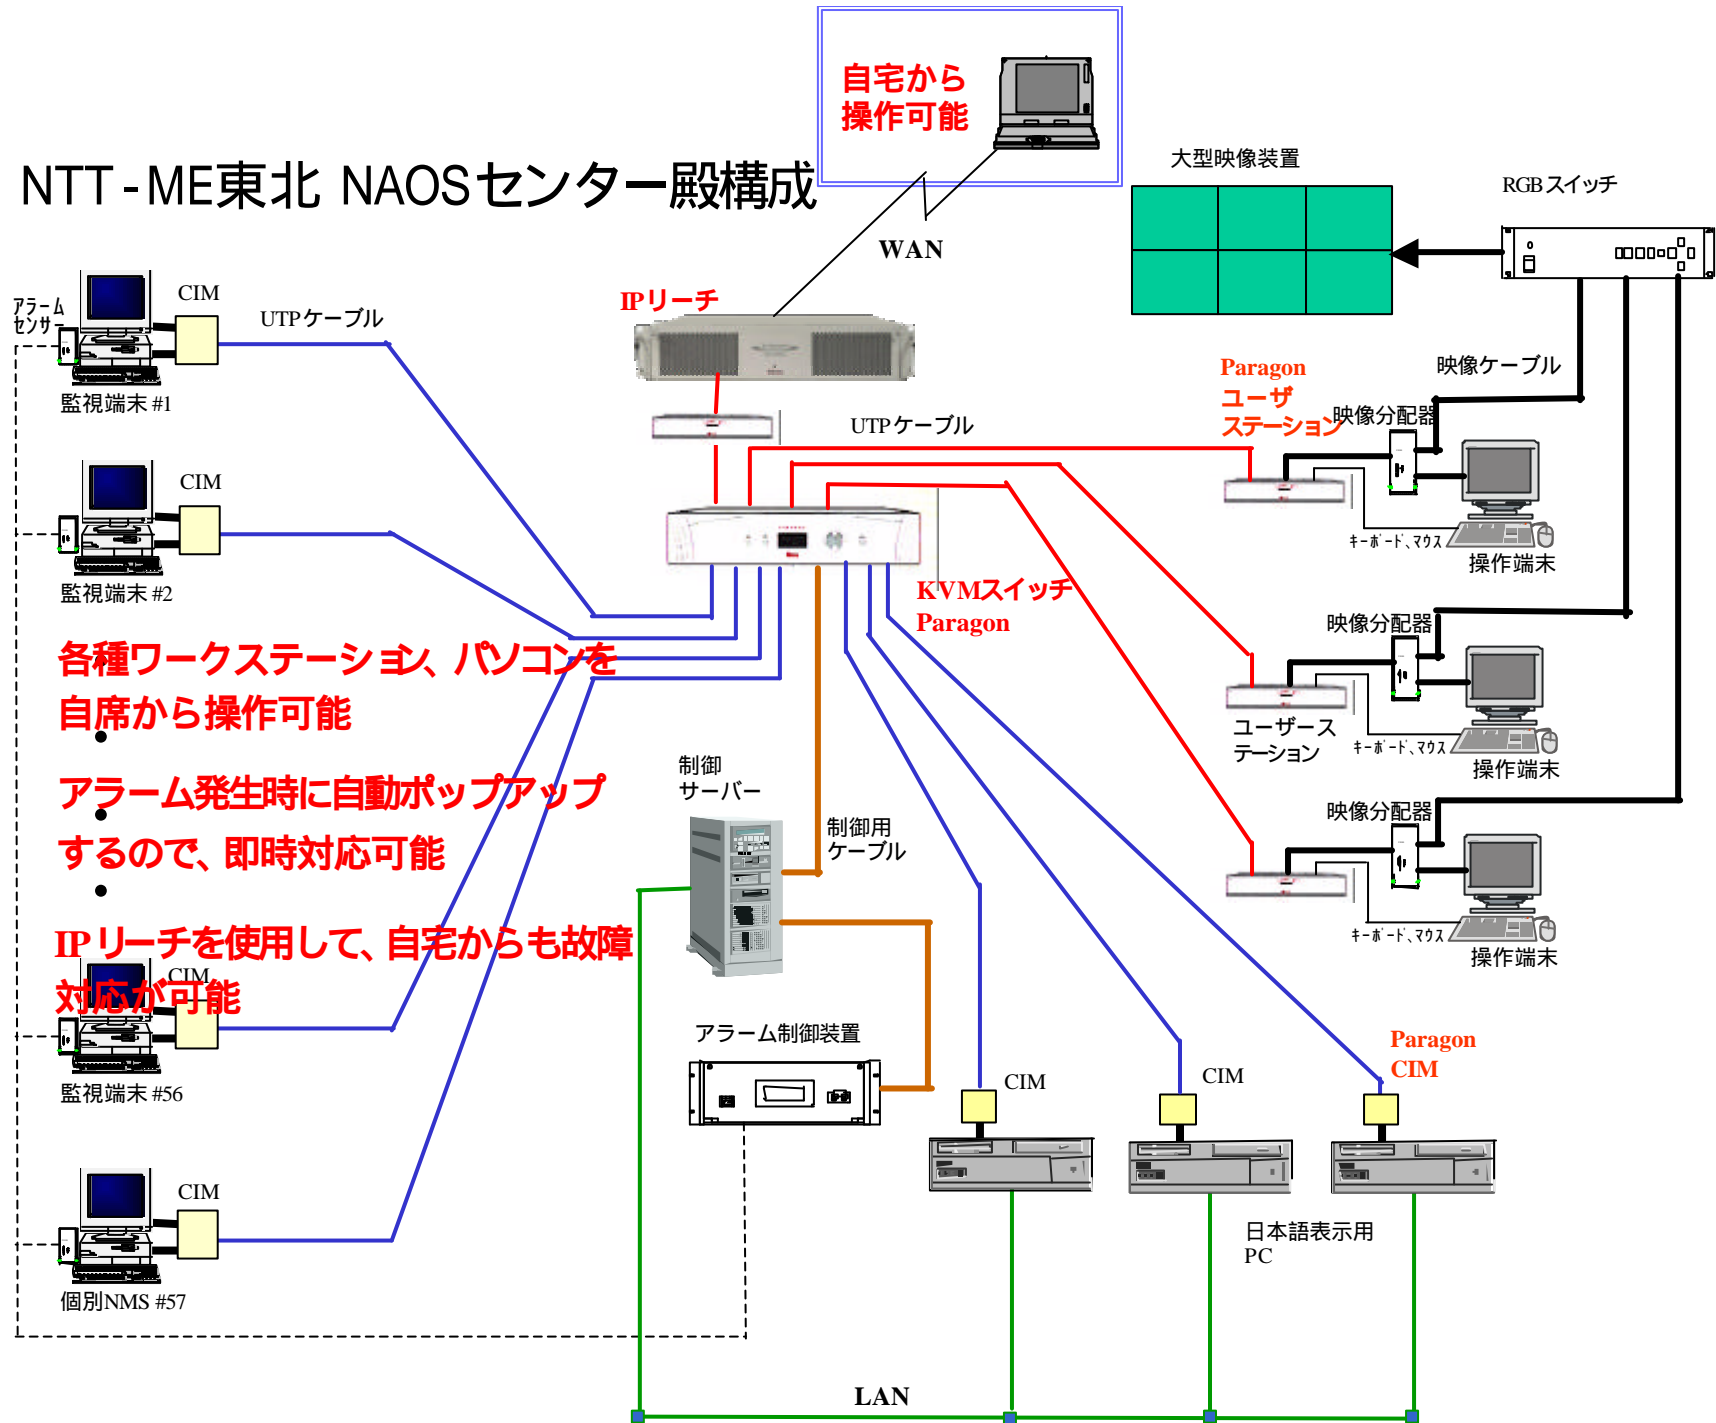 自宅から
操作可能
NTT-ME東北 NAOSセンター殿構成
大型映像装置
RGBスイッチ
WAN
アラーム
センサー
CIM
UTPケーブル
監視端末 #1
IPリーチ
UTPケーブル
Paragon
ユーザ
ステーション
映像ケーブル
映像分配器
キーボード、マウス
操作端末
CIM
監視端末 #2
KVMスイッチ
Paragon
各種ワークステーション、パソコンを
自席から操作可能
アラーム発生時に自動ポップアップ
するので、即時対応可能
IPリーチを使用して、自宅からも故障
対応が可能
映像分配器
ユーザース
テーション
キーボード、マウス
操作端末
制御
サーバー
制御用
ケーブル
映像分配器
キーボード、マウス
操作端末
CIM
監視端末 #56
アラーム制御装置
CIM
CIM
Paragon
CIM
CIM
個別NMS #57
日本語表示用
PC
LAN